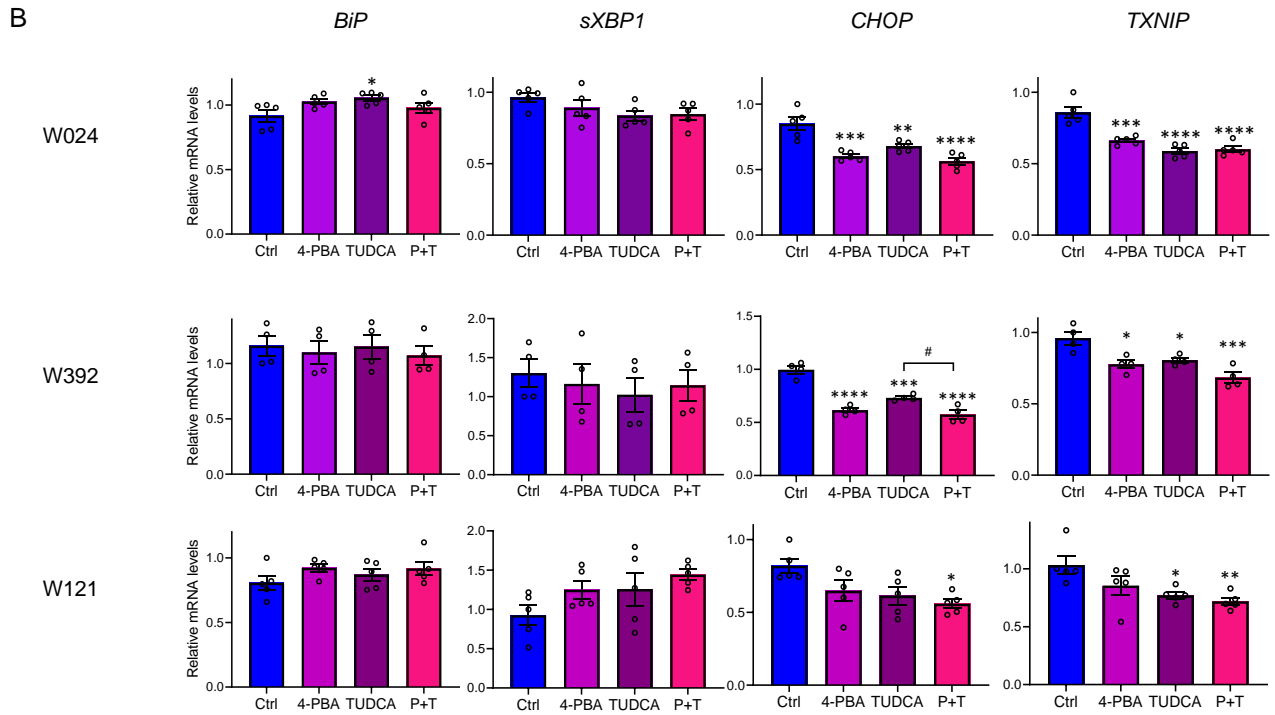 B
BiP sXBP1 CHOP TXNIP
W024
Relative mRNA levels
1.0
0.5
0.0
*
Ctrl 4-PBA TUDCA P+T
1.0
0.5
0.0
Ctrl 4-PBA TUDCA P+T
1.0
0.5
0.0
*** ** ****
Ctrl 4-PBA TUDCA P+T
1.0
0.5
0.0
*** **** ****
Ctrl 4-PBA TUDCA P+T
W392
Relative mRNA levels
1.0
0.5
0.0
Ctrl 4-PBA TUDCA P+T
2.0
1.5
1.0
0.5
0.0
Ctrl 4-PBA TUDCA P+T
1.5
1.0
0.5
0.0
#
**** *** ****
Ctrl 4-PBA TUDCA P+T
1.0
0.5
0.0
* * ***
Ctrl 4-PBA TUDCA P+T
W121
Relative mRNA levels
1.0
0.5
0.0
Ctrl 4-PBA TUDCA P+T
2.0
1.5
1.0
0.5
0.0
Ctrl 4-PBA TUDCA P+T
1.0
0.5
0.0
*
Ctrl 4-PBA TUDCA P+T
1.0
0.5
0.0
* **
Ctrl 4-PBA TUDCA P+T